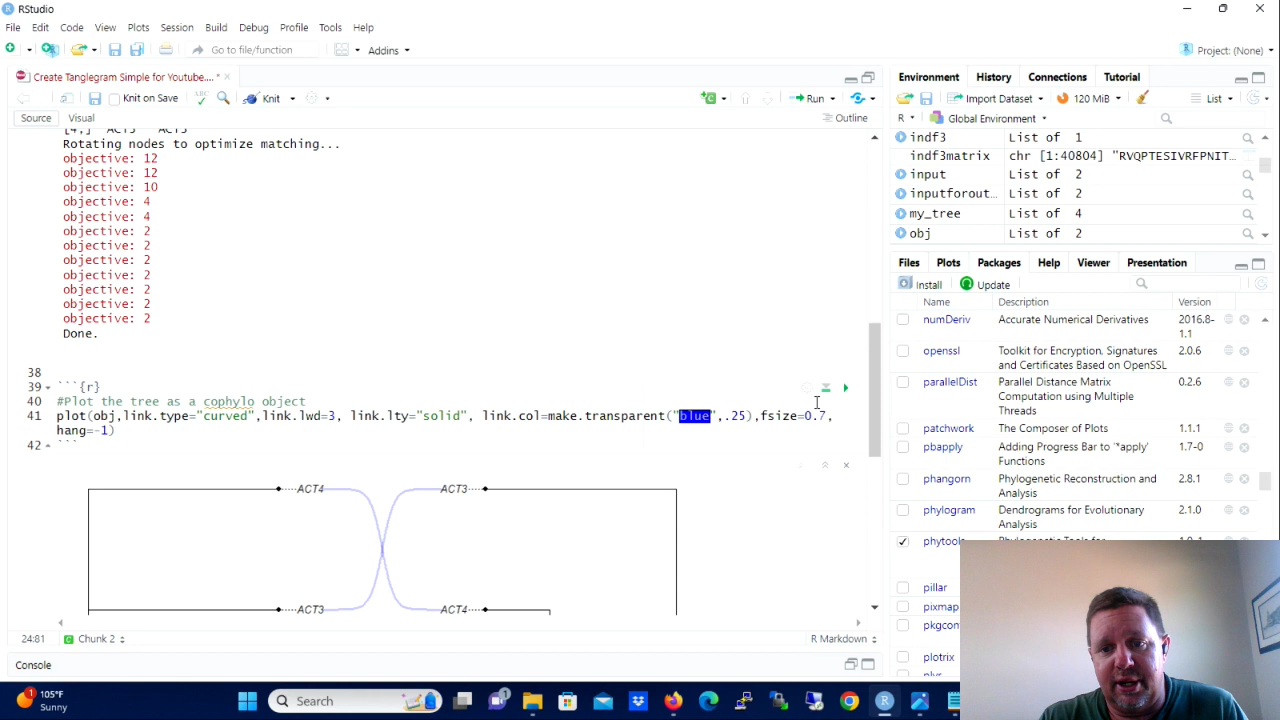 RStudio
File Edit Code View Plots Session Build Debug Profile Tools Help
Go to file/function Addins Project: (None)
Create Tanglegram Simple for Youtube.... *
Knit on Save Knit Run
Source Visual Outline
Rotating nodes to optimize matching...
objective: 12
objective: 12
objective: 10
objective: 4
objective: 4
objective: 2
objective: 2
objective: 2
objective: 2
objective: 2
objective: 2
objective: 2
Done.
38
39 ```{r}
40 #Plot the tree as a cophylo object
41 plot(obj,link.type="curved",link.lwd=3, link.lty="solid", link.col=make.transparent("blue",.25),fsize=0.7,
hang=-1)
42 ```
ACT4 ACT3
ACT3 ACT4
24:81 Chunk 2 R Markdown
Console
Environment History Connections Tutorial
Import Dataset 120 MiB List
R Global Environment
indf3 List of 1
indf3matrix chr [1:40804] "RVQPTESIVRFPNIT...
input List of 2
inputforout... List of 2
my_tree List of 4
obj List of 2
Files Plots Packages Help Viewer Presentation
Install Update
Name Description Version
numDeriv Accurate Numerical Derivatives 2016.8-
1.1
openssl Toolkit for Encryption, Signatures 2.0.6
and Certificates Based on OpenSSL
parallelDist Parallel Distance Matrix 0.2.6
Computation using Multiple
Threads
patchwork The Composer of Plots 1.1.1
pbapply Adding Progress Bar to '*apply' 1.7-0
Functions
phangorn Phylogenetic Reconstruction and 2.8.1
Analysis
phylogram Dendrograms for Evolutionary 2.1.0
Analysis
phytools
pillar
pixmap
pkgconf
plotrix
105°F
Sunny
Search